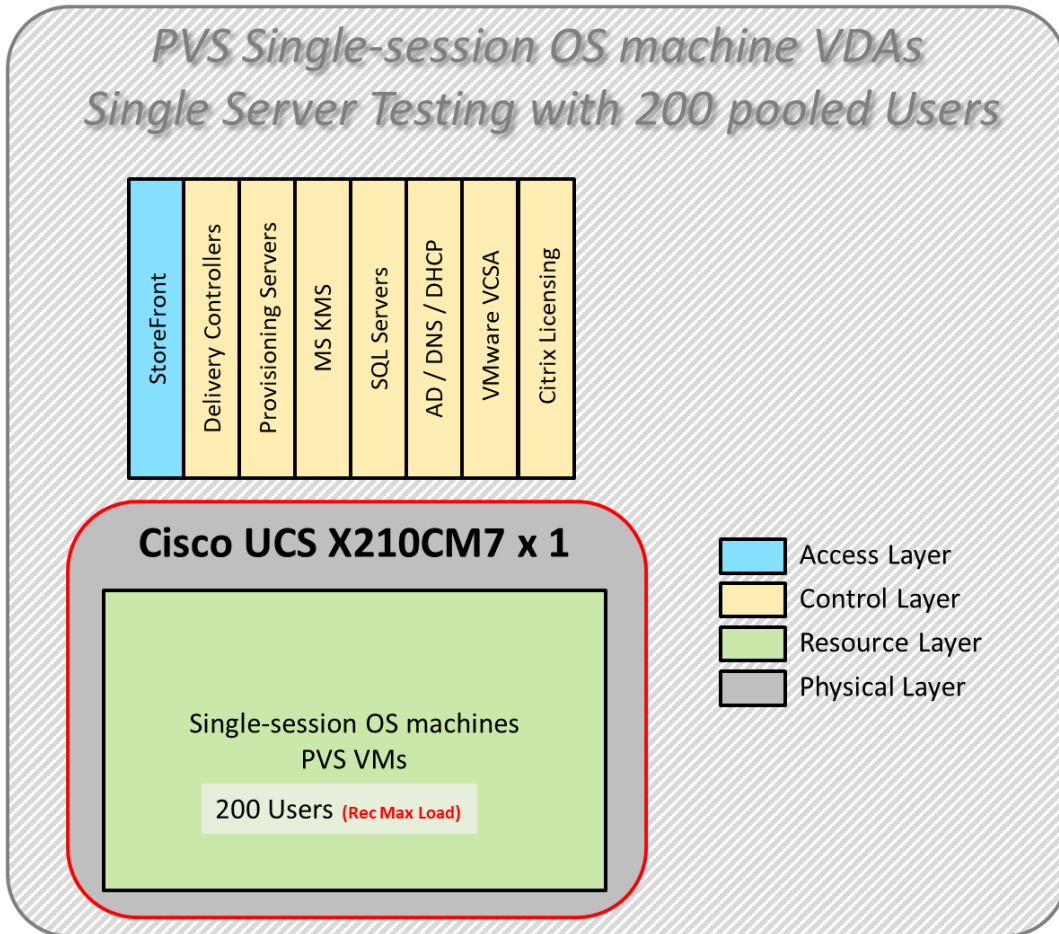 PVS Single-session OS machine VDAs
Single Server Testing with 200 pooled Users
StoreFront
Delivery Controllers
Provisioning Servers
MS KMS
SQL Servers
AD / DNS / DHCP
VMware VCSA
Citrix Licensing
Cisco UCS X210CM7 x 1
Single-session OS machines
PVS VMs
200 Users (Rec Max Load)
Access Layer
Control Layer
Resource Layer
Physical Layer